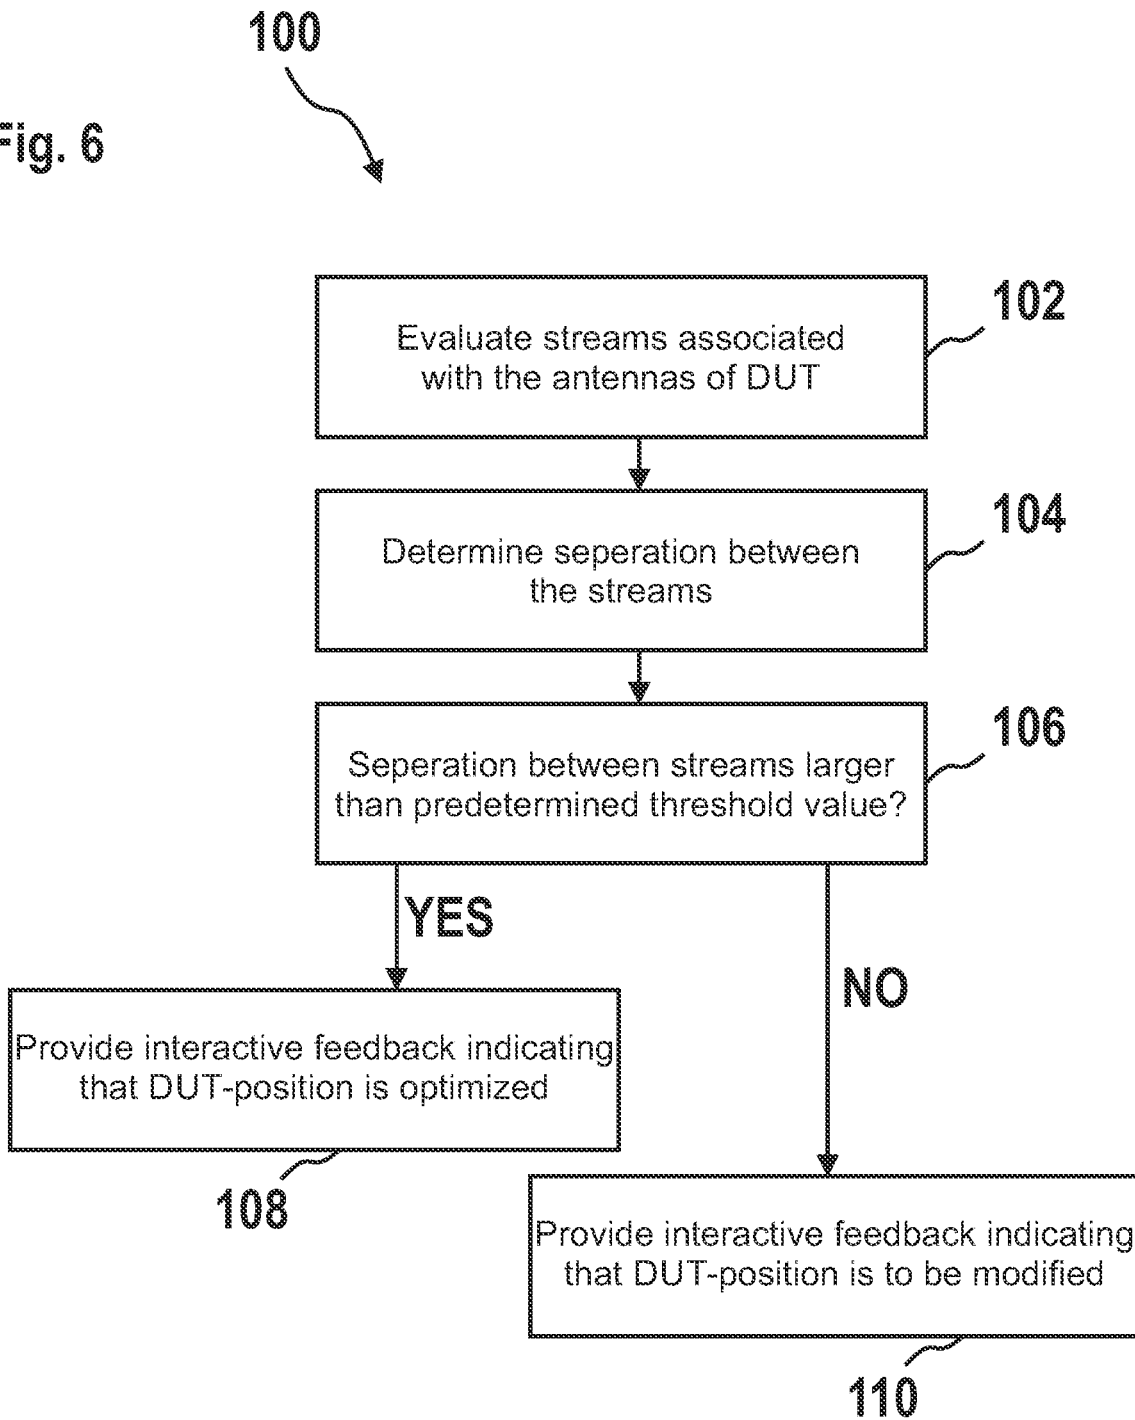 100
Fig. 6
102
Evaluate streams associated
with the antennas of DUT
104
Determine seperation between
the streams
106
Seperation between streams larger
than predetermined threshold value?
YES
NO
Provide interactive feedback indicating
that DUT-position is optimized
108
Provide interactive feedback indicating
that DUT-position is to be modified
110